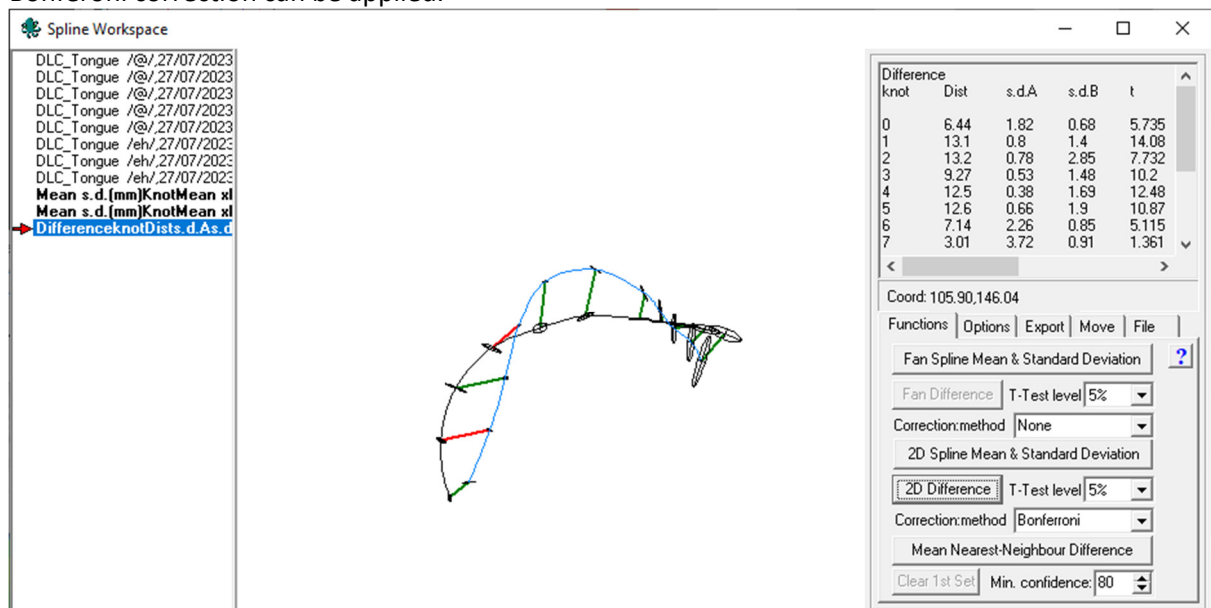 Bonferoni correction can be applied.
Spline Workspace
DLC_Tongue /@/,27/07/2023
DLC_Tongue /@/,27/07/2023
DLC_Tongue /@/,27/07/2023
DLC_Tongue /@/,27/07/2023
DLC_Tongue /@/,27/07/2023
DLC_Tongue /eh/,27/07/2023
DLC_Tongue /eh/,27/07/2023
DLC_Tongue /eh/,27/07/2023
Mean s.d.(mm)KnotMean xl
Mean s.d.(mm)KnotMean xl
DifferenceknotDists.d.As.d
Difference
knot Dist s.d.A s.d.B t
0 6.44 1.82 0.68 5.735
1 13.1 0.8 1.4 14.08
2 13.2 0.78 2.85 7.732
3 9.27 0.53 1.48 10.2
4 12.5 0.38 1.69 12.48
5 12.6 0.66 1.9 10.87
6 7.14 2.26 0.85 5.115
7 3.01 3.72 0.91 1.361
Coord: 105.90,146.04
Functions Options Export Move File
Fan Spline Mean & Standard Deviation ?
Fan Difference T-Test level 5%
Correction:method None
2D Spline Mean & Standard Deviation
2D Difference T-Test level 5%
Correction:method Bonferroni
Mean Nearest-Neighbour Difference
Clear 1st Set Min. confidence: 80